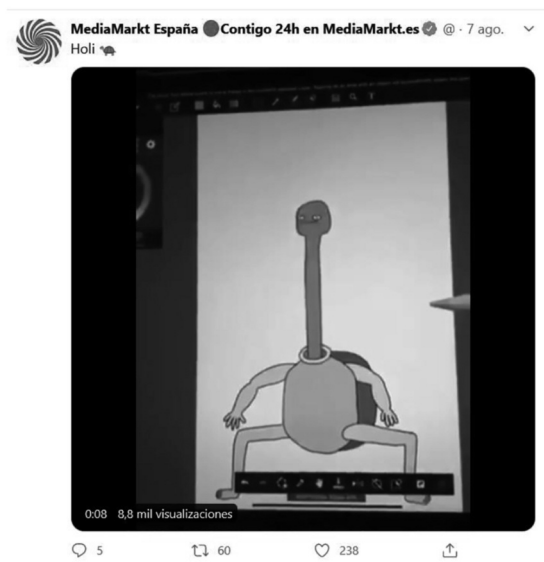 MediaMarkt España Contigo 24h en MediaMarkt.es @ · 7 ago.
Holi
0:08 8,8 mil visualizaciones
5 60 238